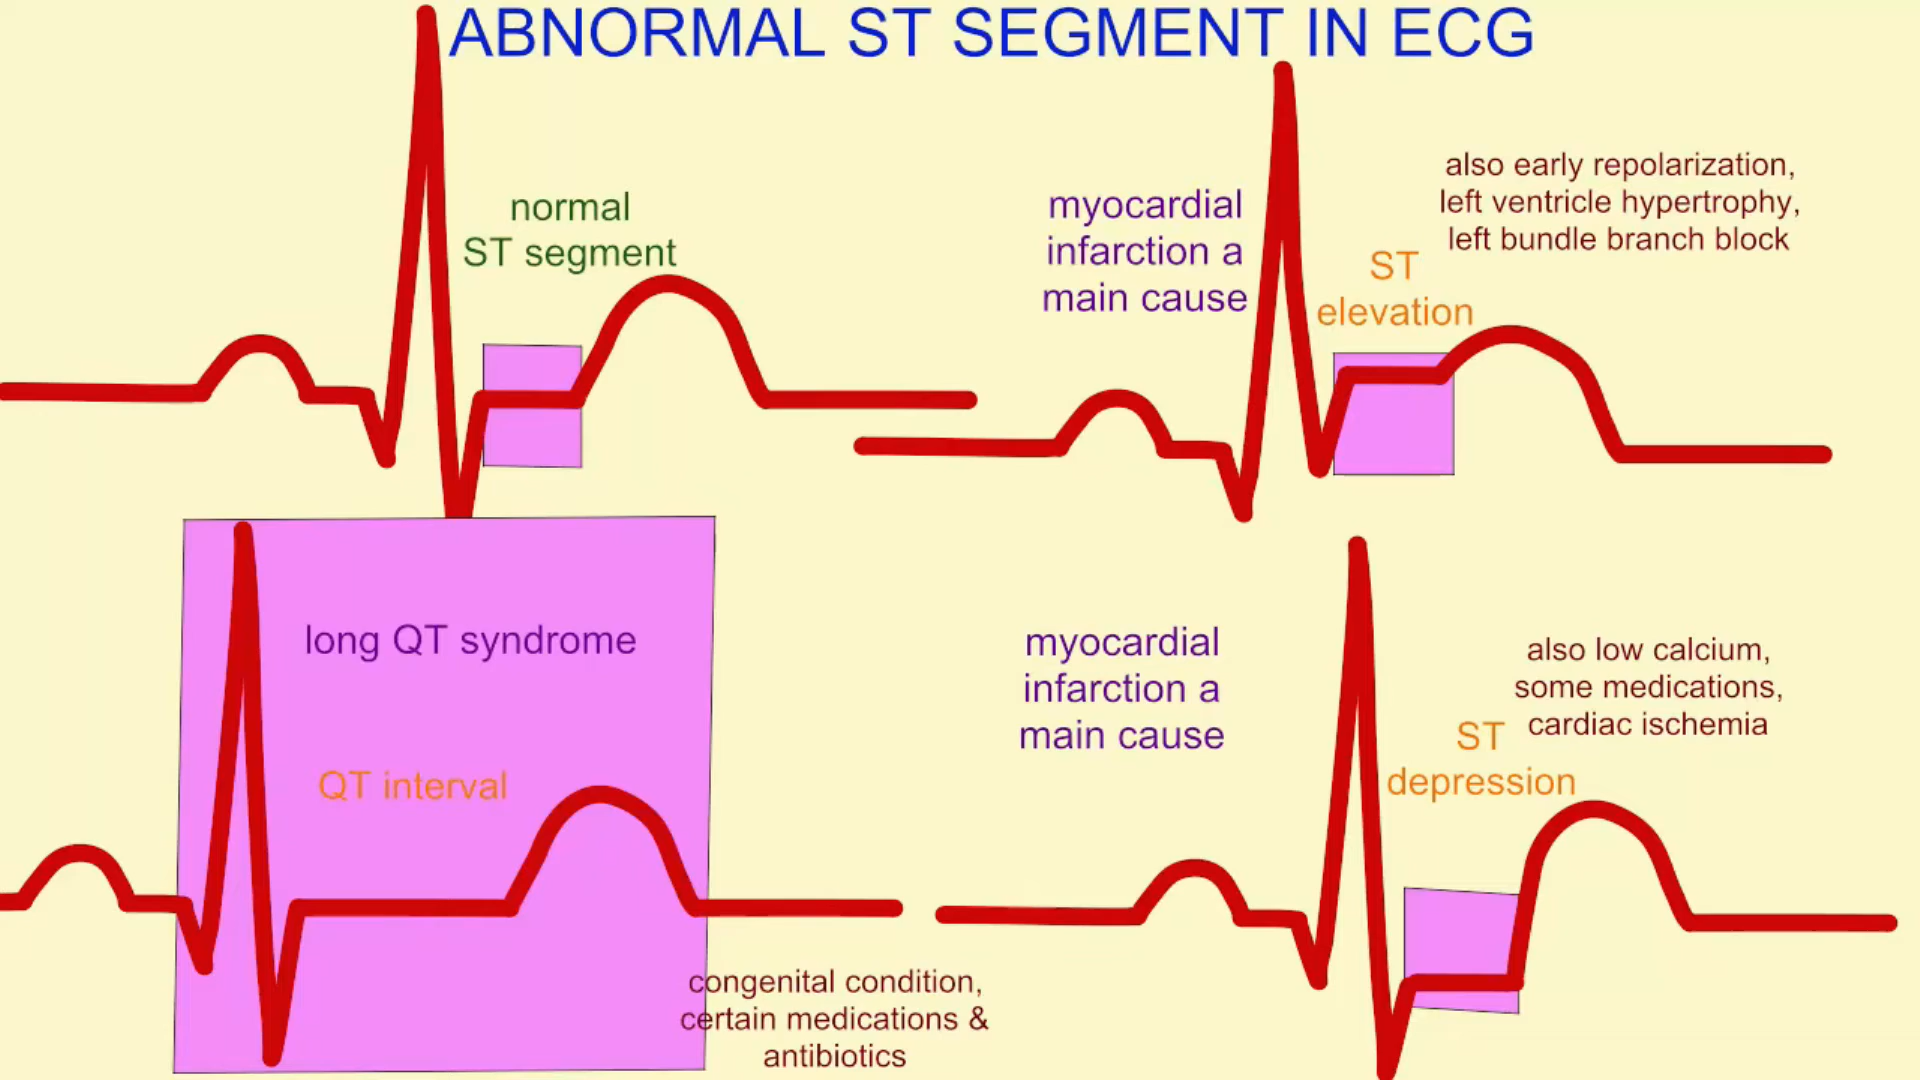 ABNORMAL ST SEGMENT IN ECG
normal
ST segment
myocardial
infarction a
main cause
also early repolarization,
left ventricle hypertrophy,
left bundle branch block
ST
elevation
long QT syndrome
QT interval
congenital condition,
certain medications &
antibiotics
myocardial
infarction a
main cause
also low calcium,
some medications,
cardiac ischemia
ST
depression